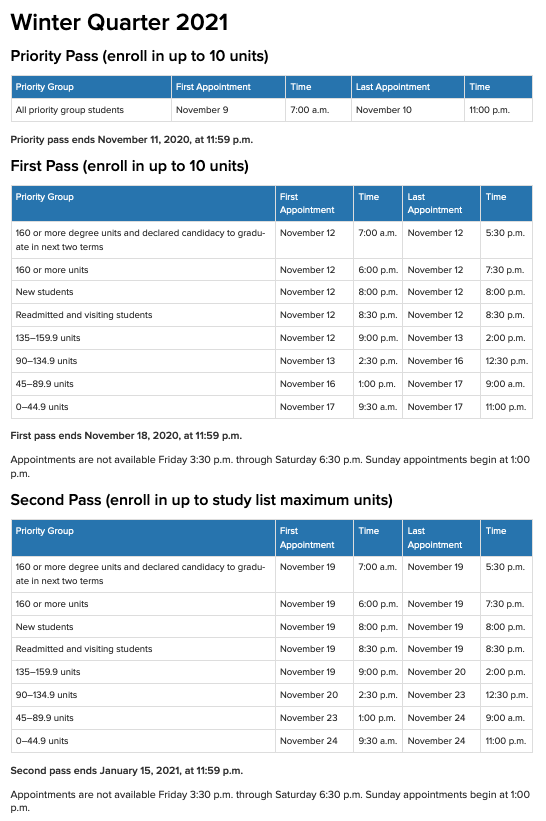 Winter Quarter 2021
Priority Pass (enroll in up to 10 units)
Priority Group First Appointment Time Last Appointment Time
All priority group students November 9 7:00 a.m. November 10 11:00 p.m.
Priority pass ends November 11, 2020, at 11:59 p.m.
First Pass (enroll in up to 10 units)
Priority Group First Appointment Time Last Appointment Time
160 or more degree units and declared candidacy to gradu-
ate in next two terms November 12 7:00 a.m. November 12 5:30 p.m.
160 or more units November 12 6:00 p.m. November 12 7:30 p.m.
New students November 12 8:00 p.m. November 12 8:00 p.m.
Readmitted and visiting students November 12 8:30 p.m. November 12 8:30 p.m.
135–159.9 units November 12 9:00 p.m. November 13 2:00 p.m.
90–134.9 units November 13 2:30 p.m. November 16 12:30 p.m.
45–89.9 units November 16 1:00 p.m. November 17 9:00 a.m.
0–44.9 units November 17 9:30 a.m. November 17 11:00 p.m.
First pass ends November 18, 2020, at 11:59 p.m.
Appointments are not available Friday 3:30 p.m. through Saturday 6:30 p.m. Sunday appointments begin at 1:00
p.m.
Second Pass (enroll in up to study list maximum units)
Priority Group First Appointment Time Last Appointment Time
160 or more degree units and declared candidacy to gradu-
ate in next two terms November 19 7:00 a.m. November 19 5:30 p.m.
160 or more units November 19 6:00 p.m. November 19 7:30 p.m.
New students November 19 8:00 p.m. November 19 8:00 p.m.
Readmitted and visiting students November 19 8:30 p.m. November 19 8:30 p.m.
135–159.9 units November 19 9:00 p.m. November 20 2:00 p.m.
90–134.9 units November 20 2:30 p.m. November 23 12:30 p.m.
45–89.9 units November 23 1:00 p.m. November 24 9:00 a.m.
0–44.9 units November 24 9:30 a.m. November 24 11:00 p.m.
Second pass ends January 15, 2021, at 11:59 p.m.
Appointments are not available Friday 3:30 p.m. through Saturday 6:30 p.m. Sunday appointments begin at 1:00
p.m.